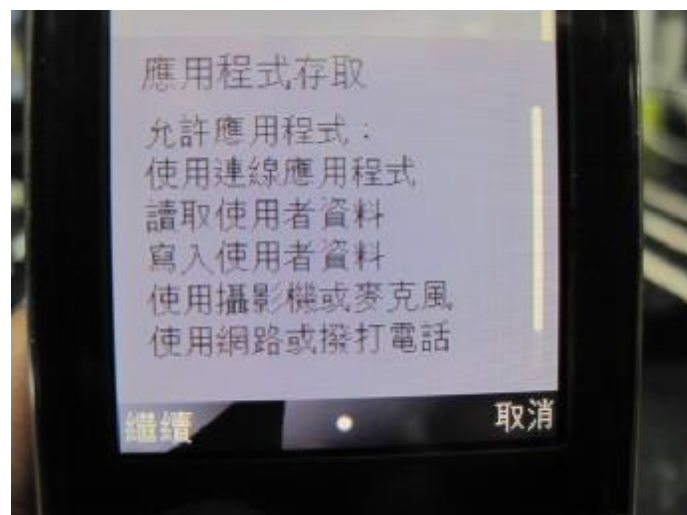 應用程式存取
允許應用程式：
使用連線應用程式
讀取使用者資料
寫入使用者資料
使用攝影機或麥克風
使用網路或撥打電話
繼續
取消